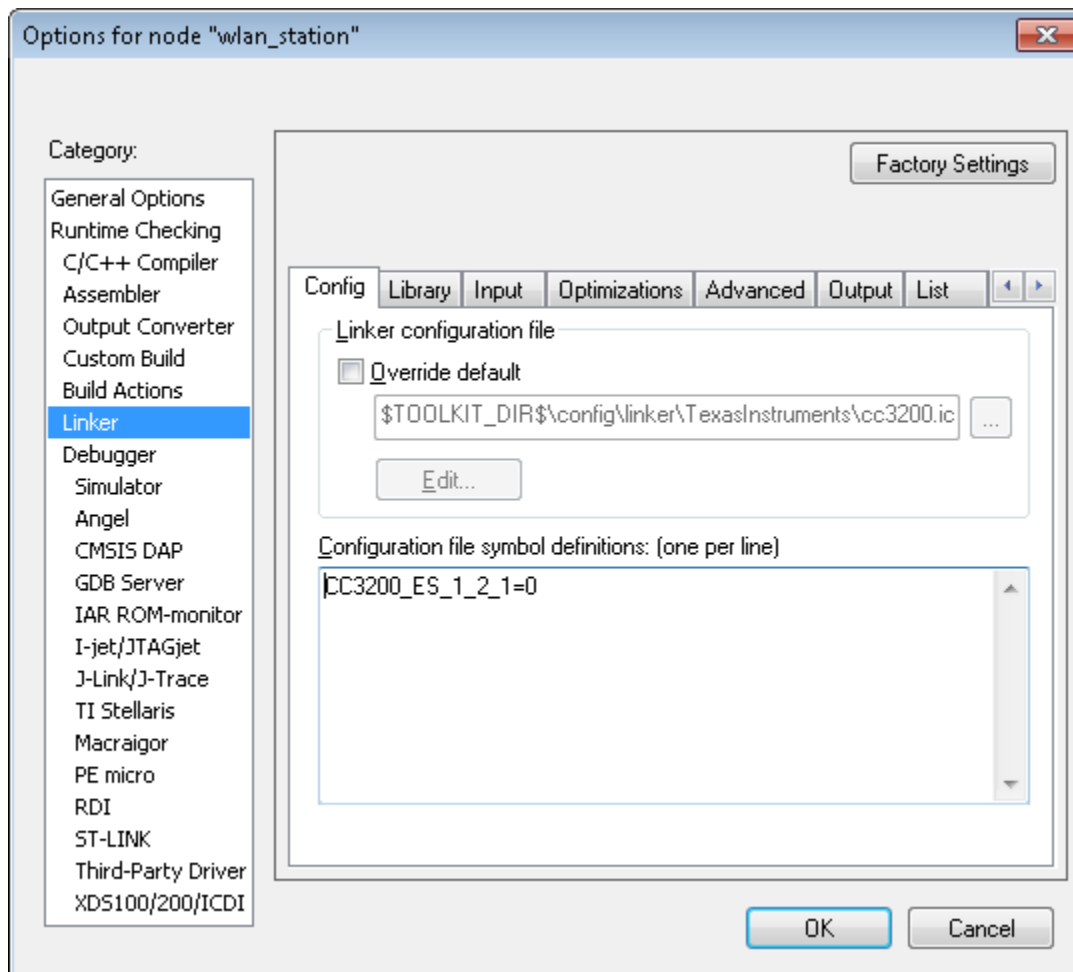 Options for node "wlan_station"
Category:
General Options
Runtime Checking
C/C++ Compiler
Assembler
Output Converter
Custom Build
Build Actions
Linker
Debugger
Simulator
Angel
CMSIS DAP
GDB Server
IAR ROM-monitor
I-jet/JTAGjet
J-Link/J-Trace
TI Stellaris
Macraigor
PE micro
RDI
ST-LINK
Third-Party Driver
XDS100/200/ICDI
Factory Settings
Config Library Input Optimizations Advanced Output List
Linker configuration file
Override default
$TOOLKIT_DIR$\config\linker\TexasInstruments\cc3200.ic
...
Edit...
Configuration file symbol definitions: (one per line)
CC3200_ES_1_2_1=0
OK Cancel